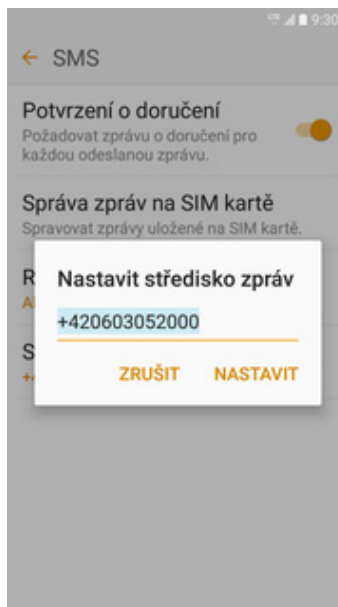 9:30
SMS
Potvrzení o doručení
Požadovat zprávu o doručení pro
každou odeslanou zprávu.
Správa zpráv na SIM kartě
Spravovat zprávy uložené na SIM kartě.
Nastavit středisko zpráv
+420603052000
ZRUŠIT NASTAVIT